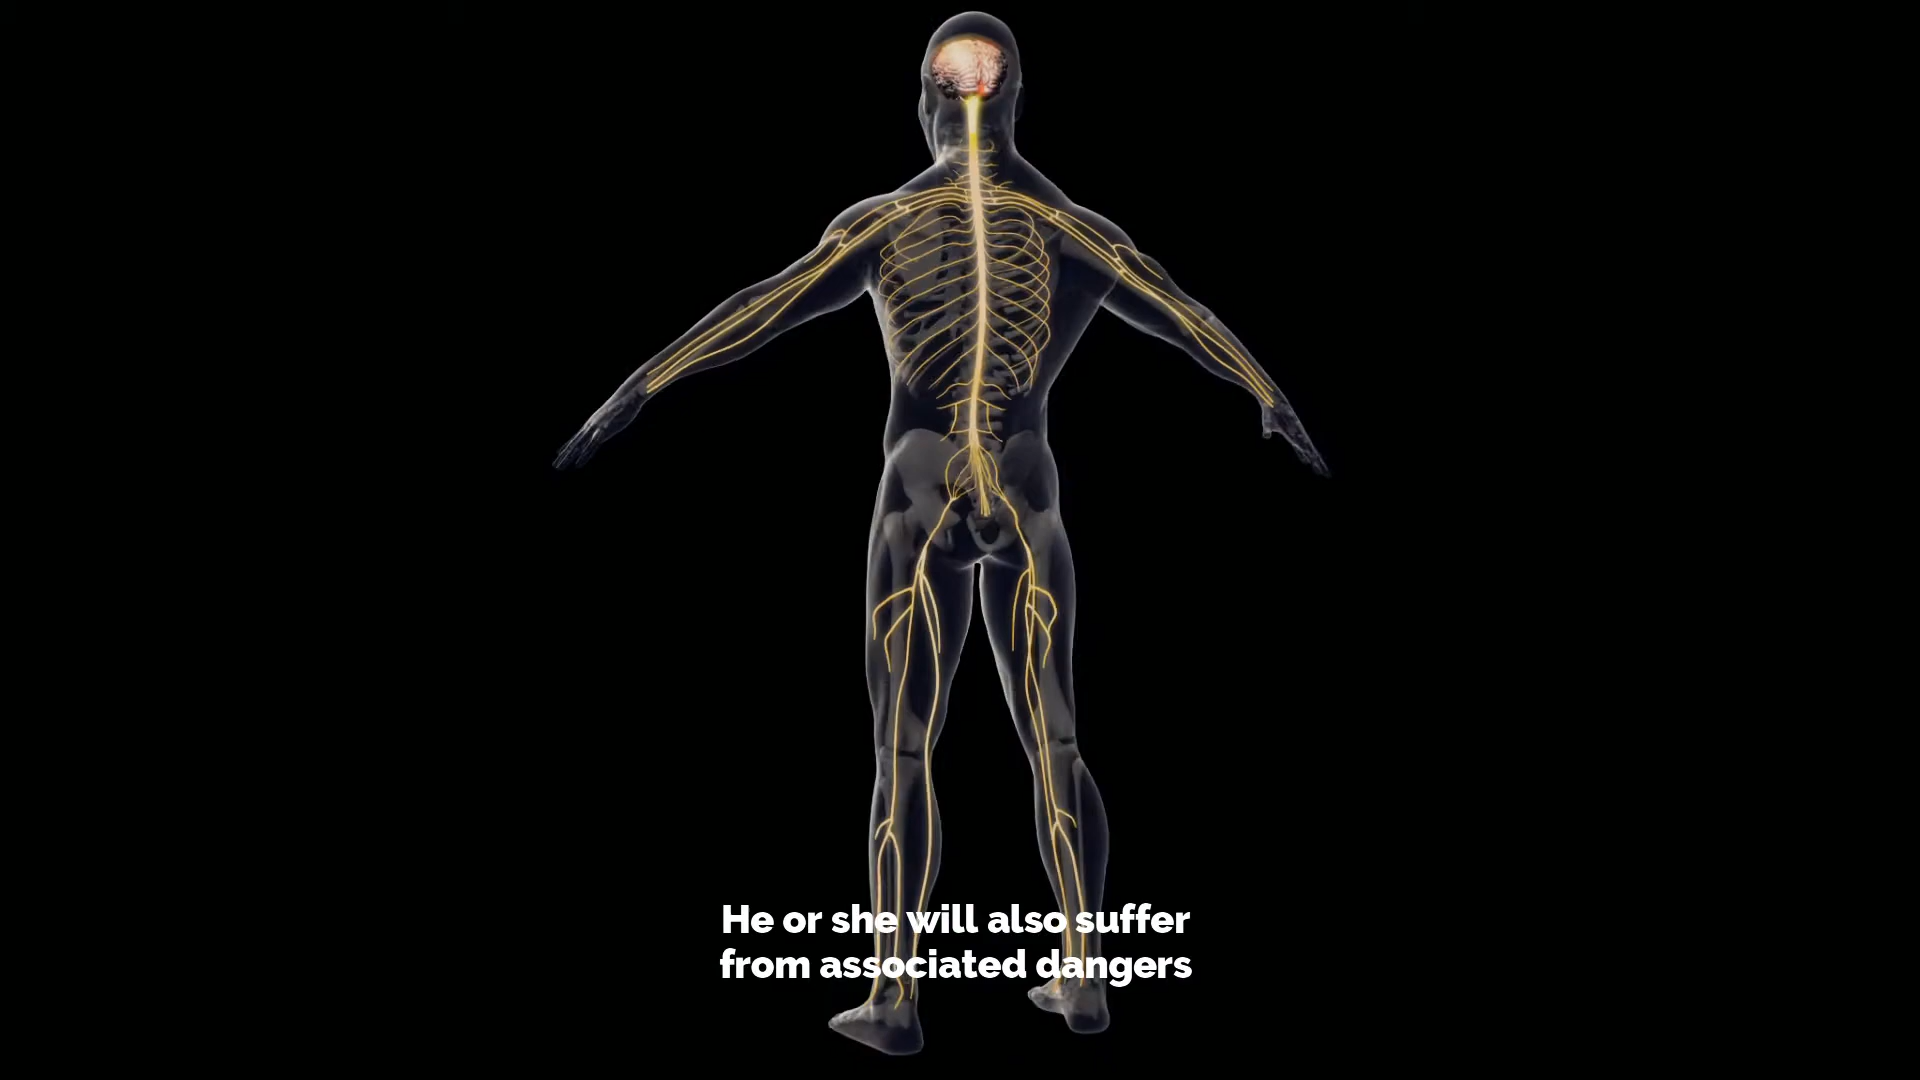 He or she will also suffer
from associated dangers